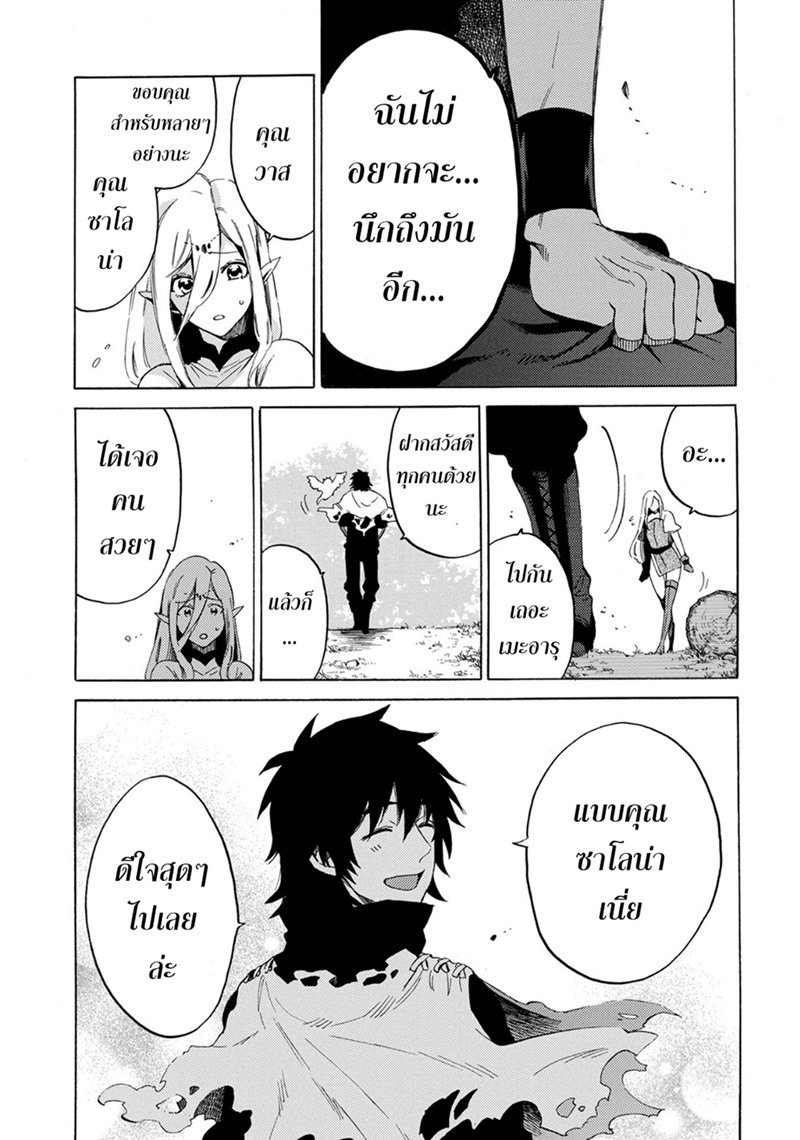 ฉันไม่
อยากจะ...
นึกถึงมัน
อีก...
คุณ
วาส
ขอบคุณ
สำหรับหลายๆ
อย่างนะ
คุณ
ซาโล
น่า
อะ...
ไปกัน
เถอะ
เมะอารุ
ฝากสวัสดี
ทุกคนด้วย
นะ
แล้วก็
...
ได้เจอ
คน
สวยๆ
แบบคุณ
ซาโลน่า
เนี่ย
ดีใจสุดๆ
ไปเลย
ล่ะ